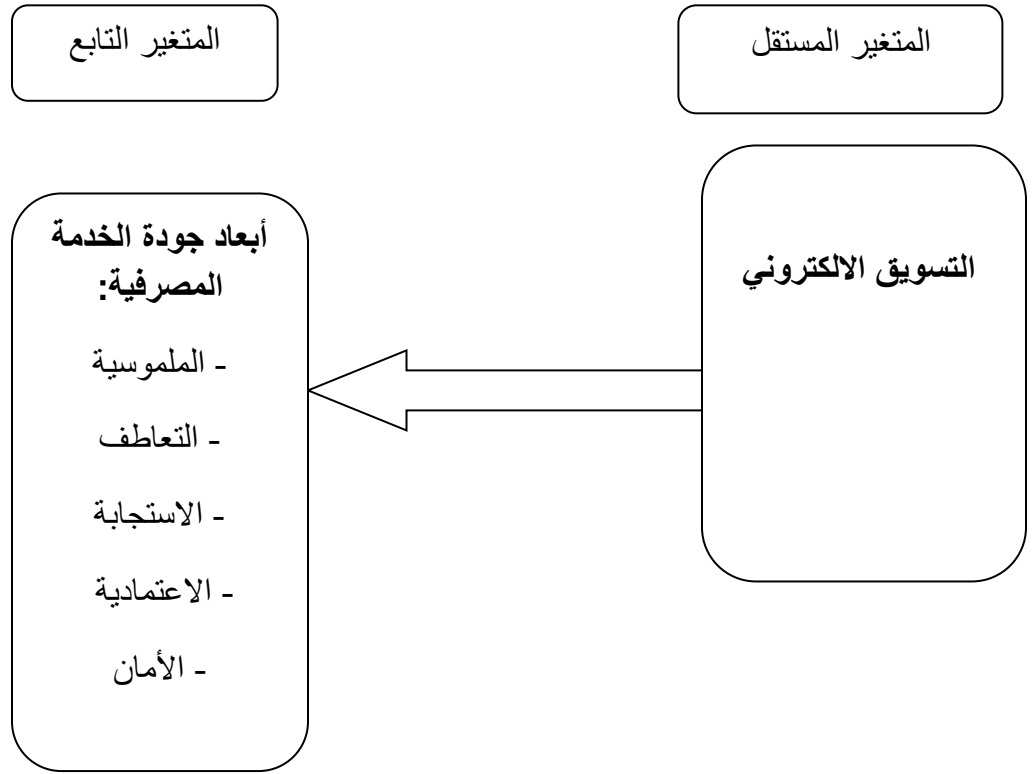 المتغير المستقل
المتغير التابع
التسويق الالكتروني
أبعاد جودة الخدمة
المصرفية:
- الملموسية
- التعاطف
- الاستجابة
- الاعتمادية
- الأمان